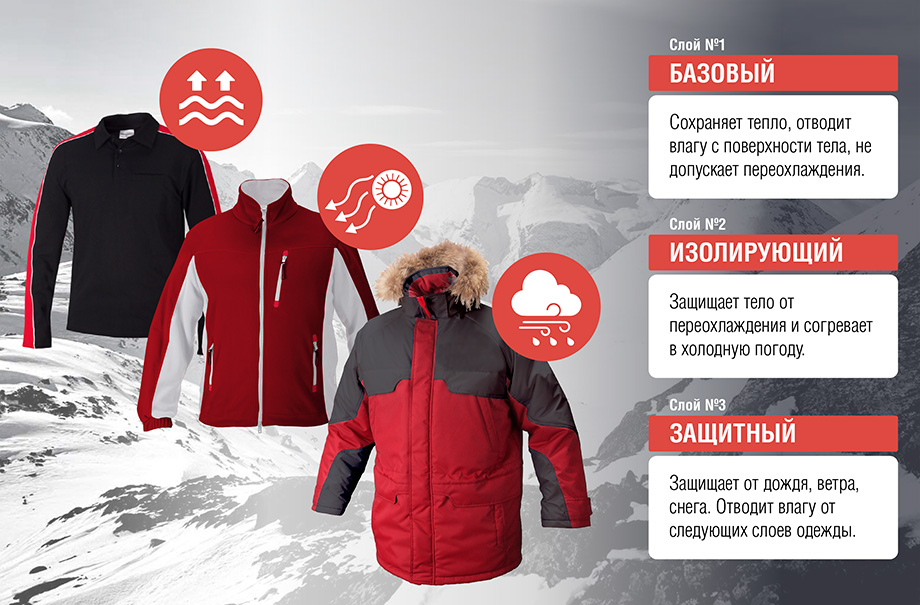 Слой №1
БАЗОВЫЙ
Сохраняет тепло, отводит
влагу с поверхности тела, не
допускает переохлаждения.
Слой №2
ИЗОЛИРУЮЩИЙ
Защищает тело от
переохлаждения и согревает
в холодную погоду.
Слой №3
ЗАЩИТНЫЙ
Защищает от дождя, ветра,
снега. Отводит влагу от
следующих слоев одежды.